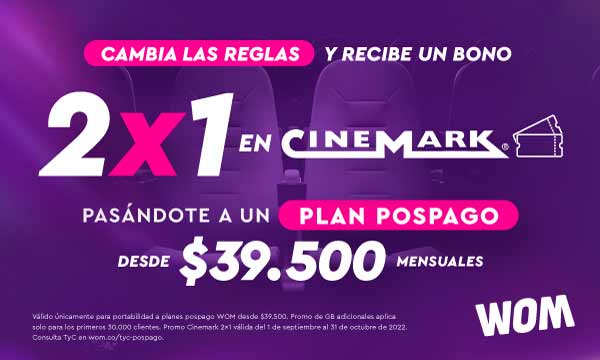 CAMBIA LAS REGLAS Y RECIBE UN BONO
2x1 EN CINEMARK®
PASÁNDOTE A UN PLAN POSPAGO
DESDE $39.500 MENSUALES
Válido únicamente para portabilidad a planes pospago WOM desde $39.500. Promo de GB adicionales aplica
solo para los primeros 30.000 clientes. Promo Cinemark 2x1 válida del 1 de septiembre al 31 de octubre de 2022.
Consulta TyC en wom.co/tyc-pospago.
WOM